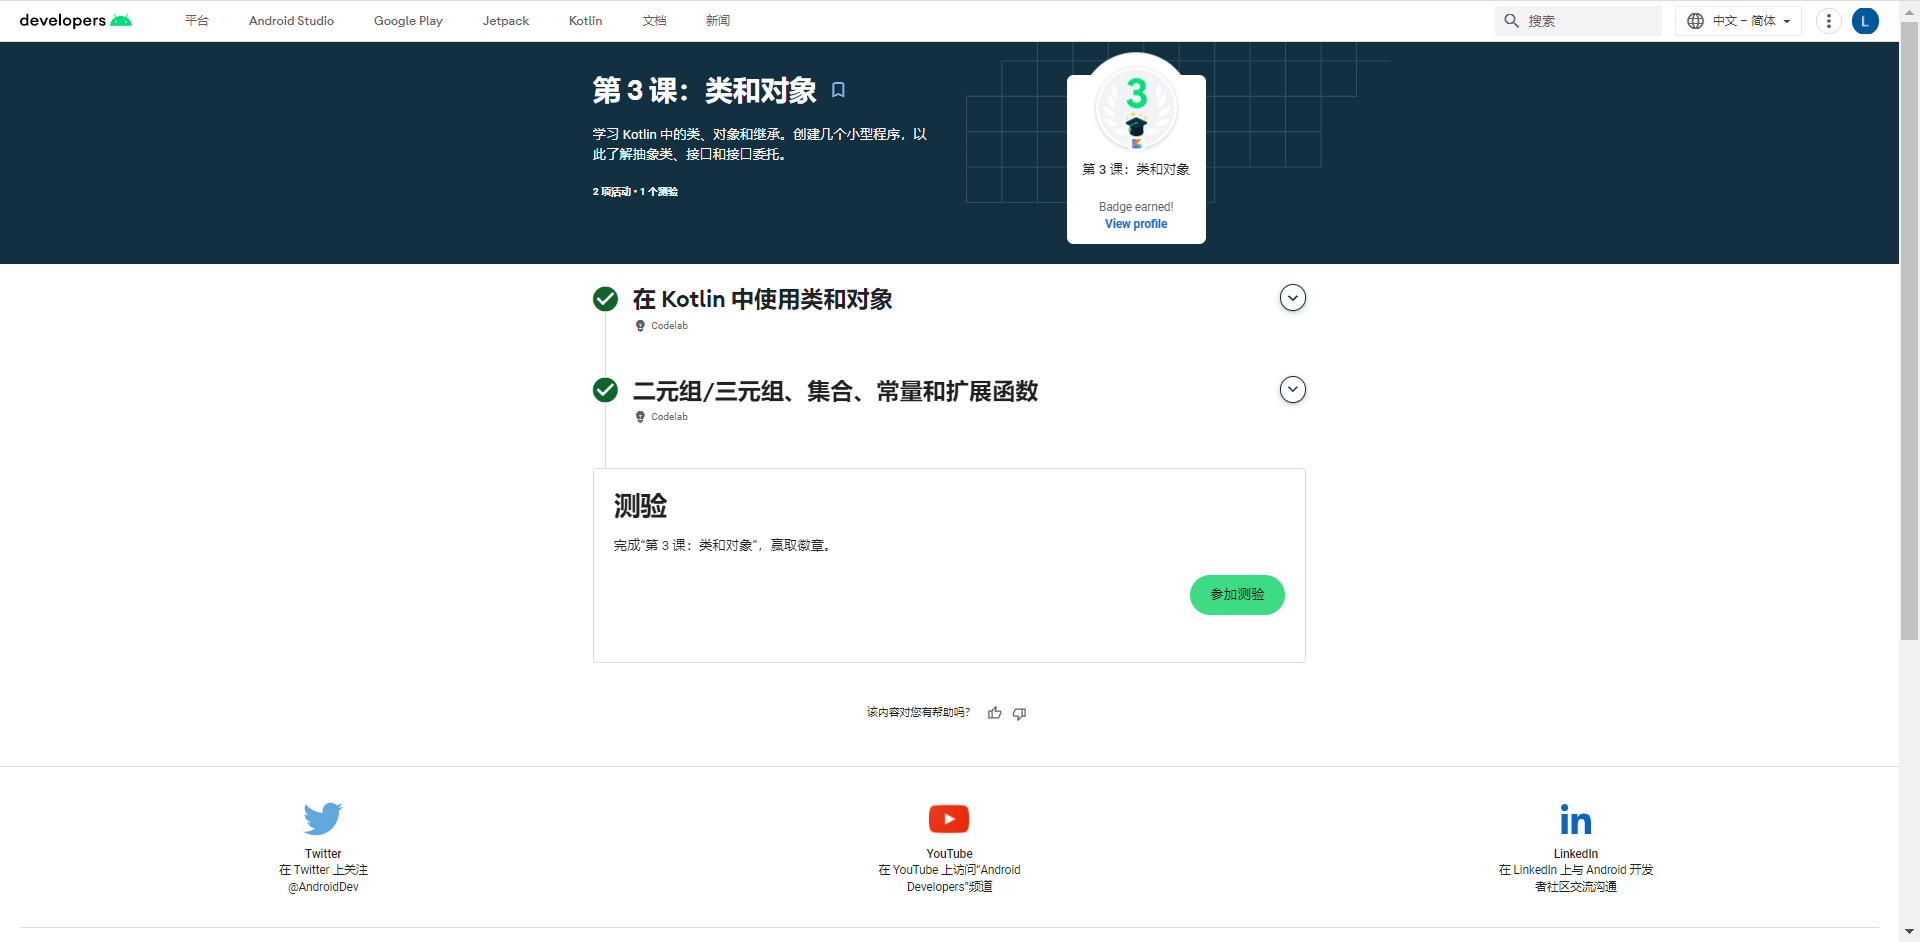 developers
平台
Android Studio
Google Play
Jetpack
Kotlin
文档
新闻
搜索
中文 – 简体
L
第 3 课：类和对象
学习 Kotlin 中的类、对象和继承。创建几个小型程序，以
此了解抽象类、接口和接口委托。
2 项活动 • 1 个测验
3
第 3 课：类和对象
Badge earned!
View profile
在 Kotlin 中使用类和对象
Codelab
二元组/三元组、集合、常量和扩展函数
Codelab
测验
完成“第 3 课：类和对象”，赢取徽章。
参加测验
该内容对您有帮助吗？
Twitter
在 Twitter 上关注
@AndroidDev
YouTube
在 YouTube 上访问“Android
Developers”频道
in
LinkedIn
在 LinkedIn 上与 Android 开发
者社区交流沟通